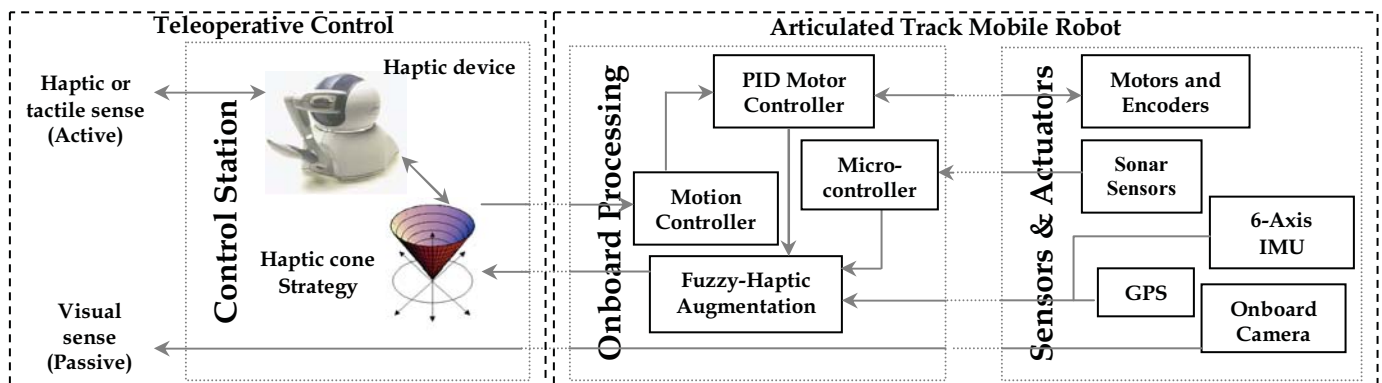 Teleoperative Control
Articulated Track Mobile Robot
Haptic or
tactile sense
(Active)
Visual
sense
(Passive)
Control Station
Haptic device
Haptic cone
Strategy
Onboard Processing
PID Motor
Controller
Micro-
controller
Motion
Controller
Fuzzy-Haptic
Augmentation
Sensors & Actuators
Motors and
Encoders
Sonar
Sensors
6-Axis
IMU
GPS
Onboard
Camera